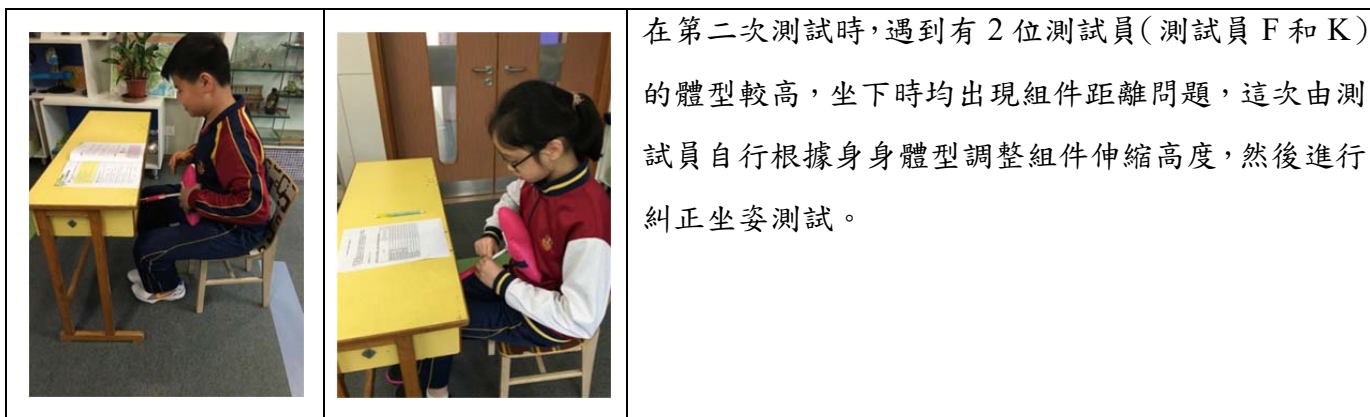 在第二次測試時，遇到有 2 位測試員（測試員 F 和 K）
的體型較高，坐下時均出現組件距離問題，這次由測
試員自行根據身身體型調整組件伸縮高度，然後進行
糾正坐姿測試。